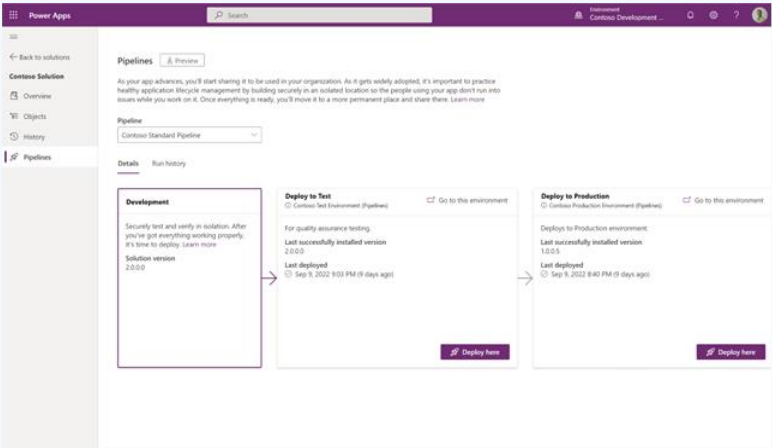 Power Apps
Search
Environment
Contoso Development ...
?
Back to solutions
Contoso Solution
Overview
Objects
History
Pipelines
Pipelines
Preview
As your app advances, you'll start sharing it to be used in your organization. As it gets widely adopted, it's important to practice
healthy application lifecycle management by building securely in an isolated location so the people using your app don't run into
issues while you work on it. Once everything is ready, you'll move it to a more permanent place and share there. Learn more
Pipeline
Contoso Standard Pipeline
Details Run history
Development
Securely test and verify in isolation. After
you've got everything working properly,
it's time to deploy. Learn more
Solution version
2.0.0.0
Deploy to Test
Contoso Test Environment (Pipelines)
Go to this environment
For quality assurance testing.
Last successfully installed version
2.0.0.0
Last deployed
Sep 9, 2022 9:03 PM (9 days ago)
Deploy here
Deploy to Production
Contoso Production Environment (Pipelines)
Go to this environment
Deploys to Production environment.
Last successfully installed version
1.0.0.5
Last deployed
Sep 9, 2022 8:40 PM (9 days ago)
Deploy here